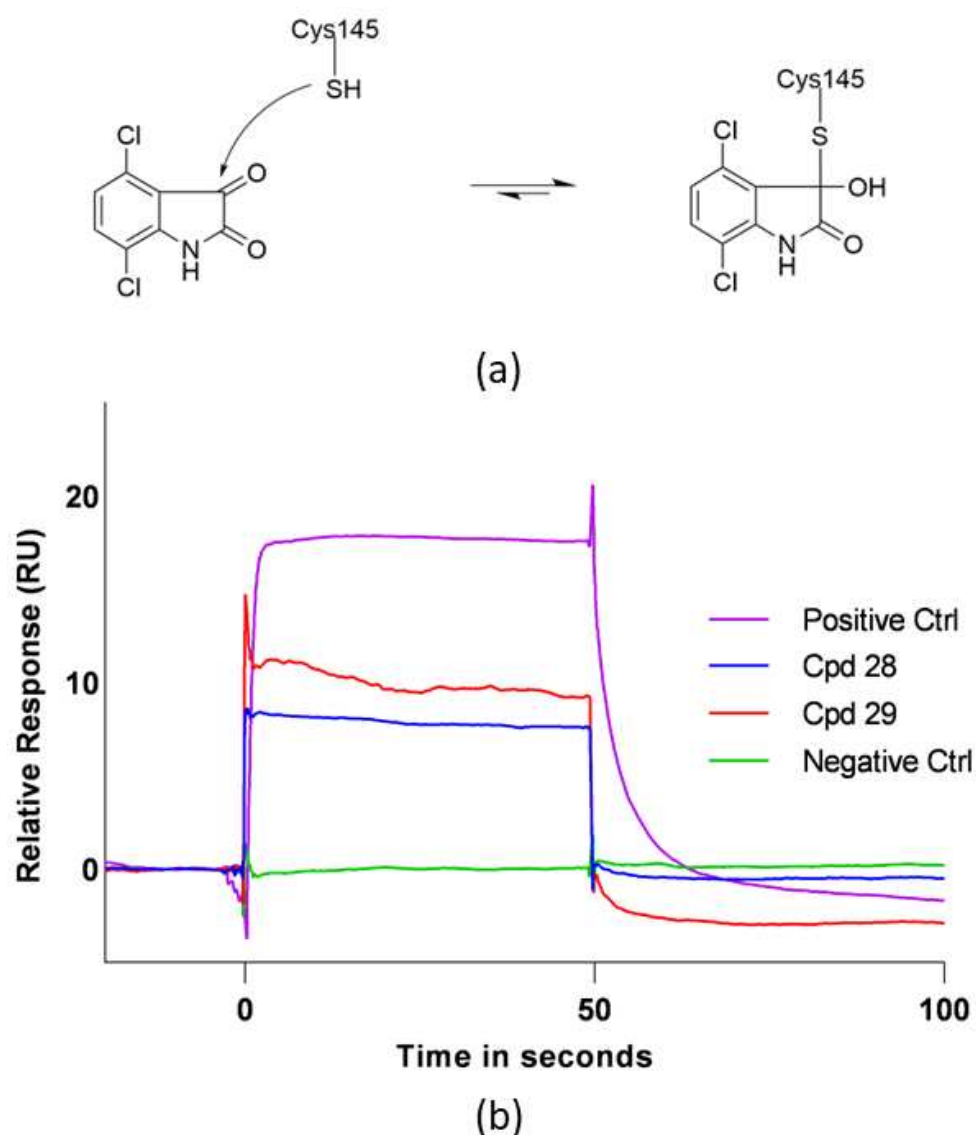 Cys145
SH
Cl
O
O
N
H
Cl
Cys145
S
Cl
OH
O
N
H
Cl
(a)
Relative Response (RU)
20
10
0
Positive Ctrl
Cpd 28
Cpd 29
Negative Ctrl
0 50 100
Time in seconds
(b)